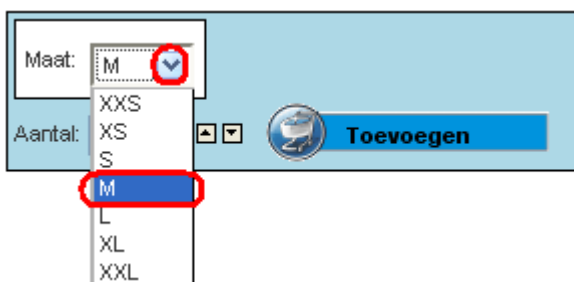 Maat: M
XXS
Aantal: XS Toevoegen
S
M
L
XL
XXL